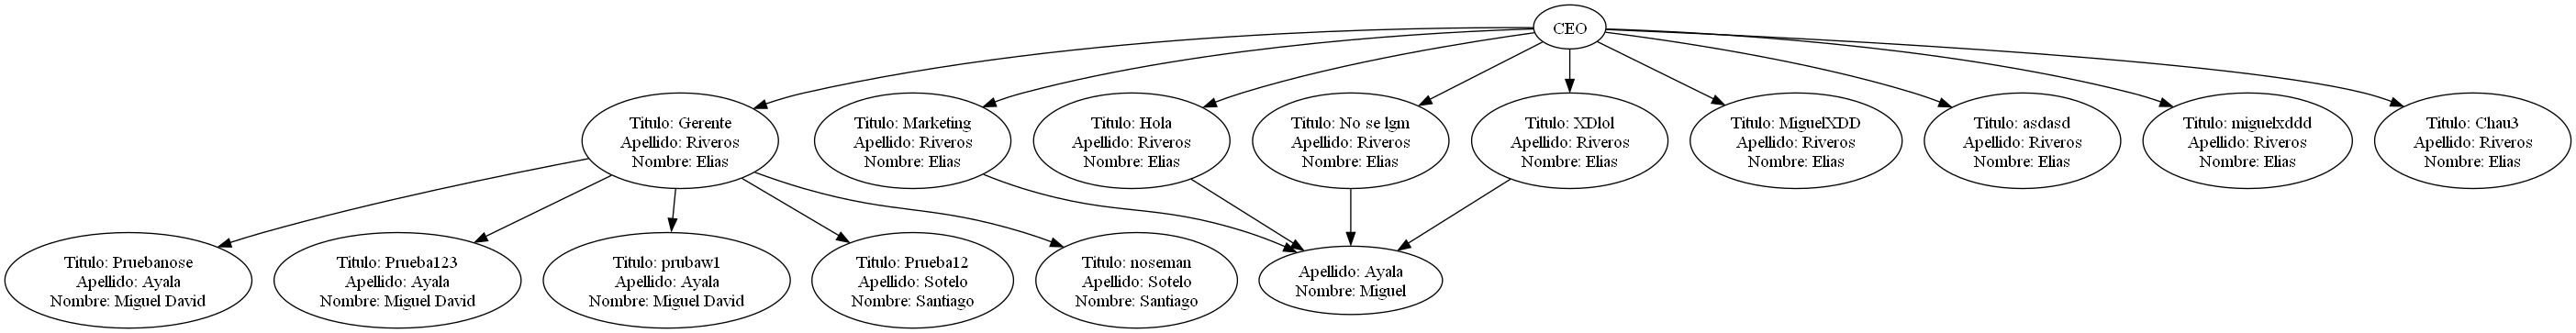 CEO
Titulo: Gerente
Apellido: Riveros
Nombre: Elias
Titulo: Marketing
Apellido: Riveros
Nombre: Elias
Titulo: Hola
Apellido: Riveros
Nombre: Elias
Titulo: No se lgm
Apellido: Riveros
Nombre: Elias
Titulo: XDlol
Apellido: Riveros
Nombre: Elias
Titulo: MiguelXDD
Apellido: Riveros
Nombre: Elias
Titulo: asdasd
Apellido: Riveros
Nombre: Elias
Titulo: miguelxddd
Apellido: Riveros
Nombre: Elias
Titulo: Chau3
Apellido: Riveros
Nombre: Elias
Titulo: Pruebanose
Apellido: Ayala
Nombre: Miguel David
Titulo: Prueba123
Apellido: Ayala
Nombre: Miguel David
Titulo: prubaw1
Apellido: Ayala
Nombre: Miguel David
Titulo: Prueba12
Apellido: Sotelo
Nombre: Santiago
Titulo: noseman
Apellido: Sotelo
Nombre: Santiago
Apellido: Ayala
Nombre: Miguel